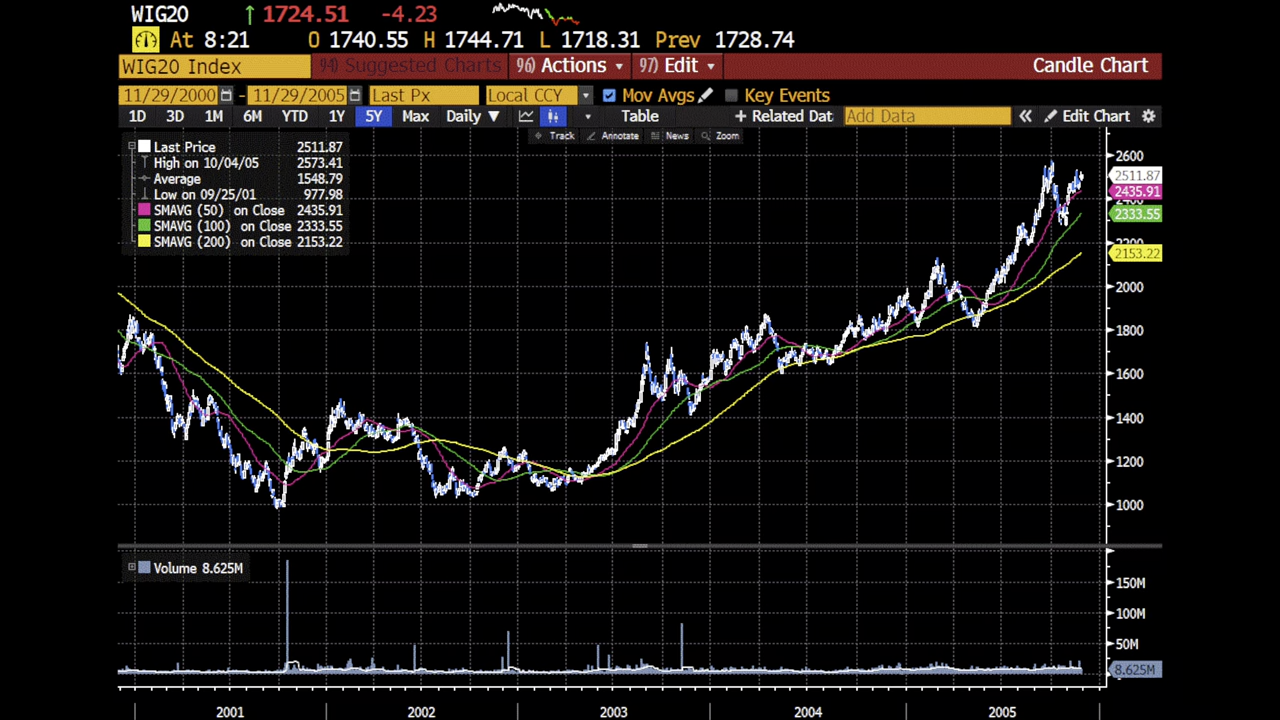 WIG20 ↑ 1724.51 -4.23
At 8:21 O 1740.55 H 1744.71 L 1718.31 Prev 1728.74
WIG20 Index 94) Suggested Charts 96) Actions ▾ 97) Edit ▾ Candle Chart
11/29/2000 - 11/29/2005 Last Px Local CCY Mov Avgs Key Events
1D 3D 1M 6M YTD 1Y 5Y Max Daily ▼ Table + Related Dat Add Data « Edit Chart
Track Annotate News Zoom
Last Price 2511.87
High on 10/04/05 2573.41
Average 1548.79
Low on 09/25/01 977.98
SMAVG (50) on Close 2435.91
SMAVG (100) on Close 2333.55
SMAVG (200) on Close 2153.22
2600
2511.87
2435.91
2400
2333.55
2200
2153.22
2000
1800
1600
1400
1200
1000
Volume 8.625M
150M
100M
50M
8.625M
2001 2002 2003 2004 2005